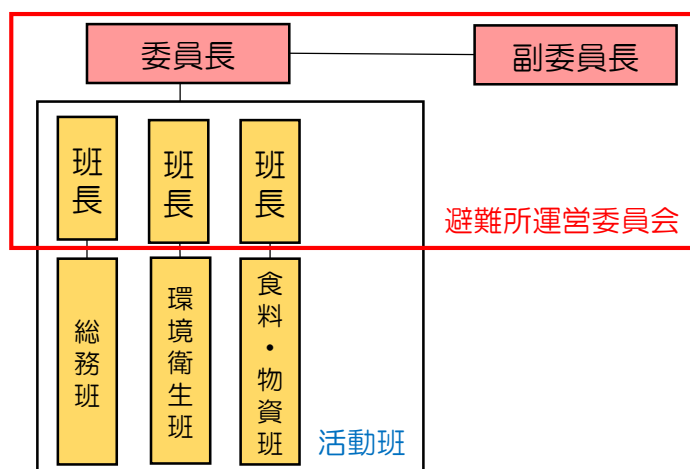 委員長
副委員長
班長
班長
班長
避難所運営委員会
総務班
環境衛生班
食料・物資班
活動班